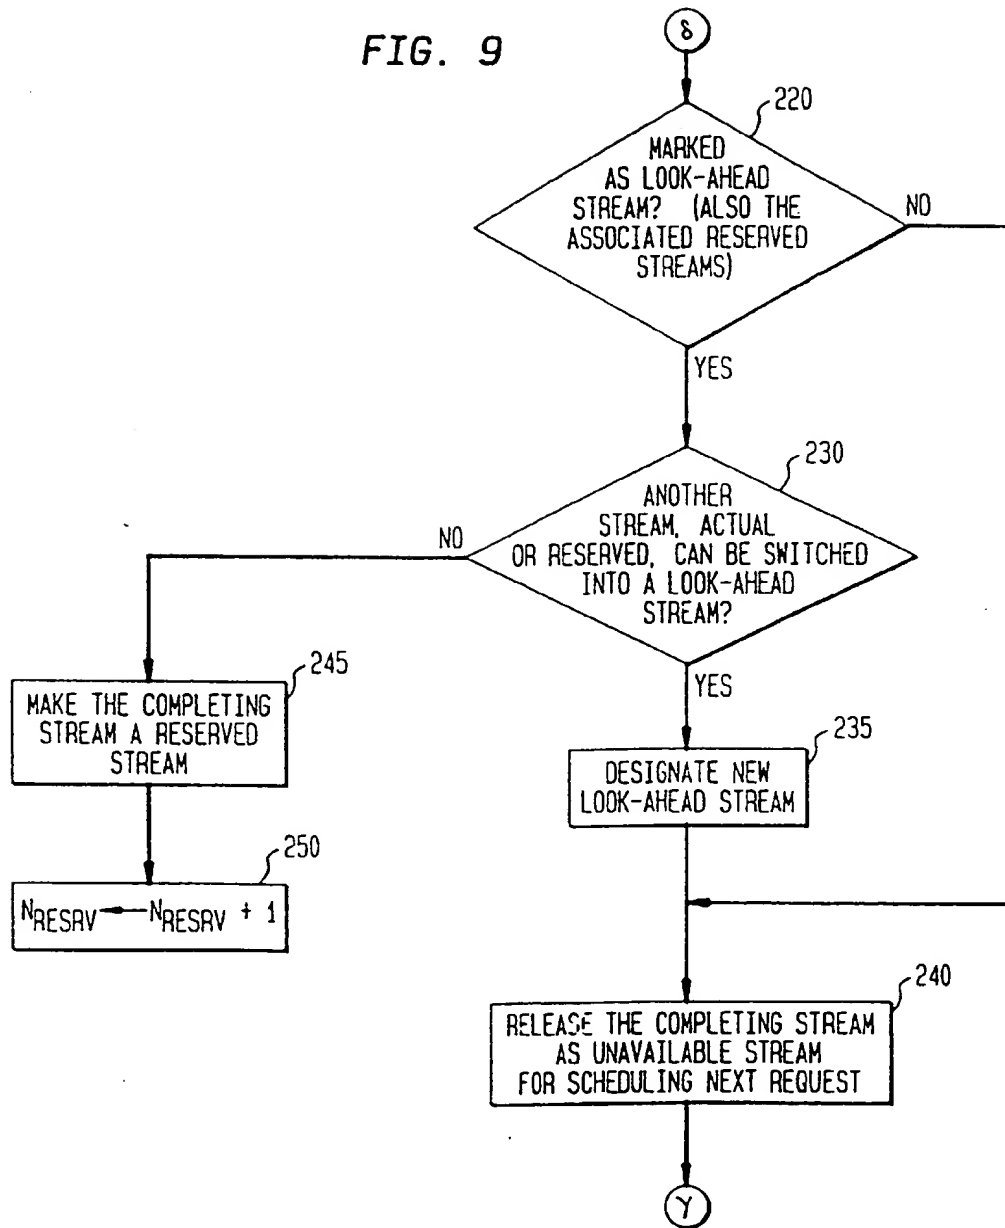 FIG. 9
δ
220
MARKED
AS LOOK-AHEAD
STREAM? (ALSO THE
ASSOCIATED RESERVED
STREAMS)
NO
YES
230
ANOTHER
STREAM, ACTUAL
OR RESERVED, CAN BE SWITCHED
INTO A LOOK-AHEAD
STREAM?
NO
YES
245
MAKE THE COMPLETING
STREAM A RESERVED
STREAM
235
DESIGNATE NEW
LOOK-AHEAD STREAM
250
NRESRV ← NRESRV + 1
240
RELEASE THE COMPLETING STREAM
AS UNAVAILABLE STREAM
FOR SCHEDULING NEXT REQUEST
γ